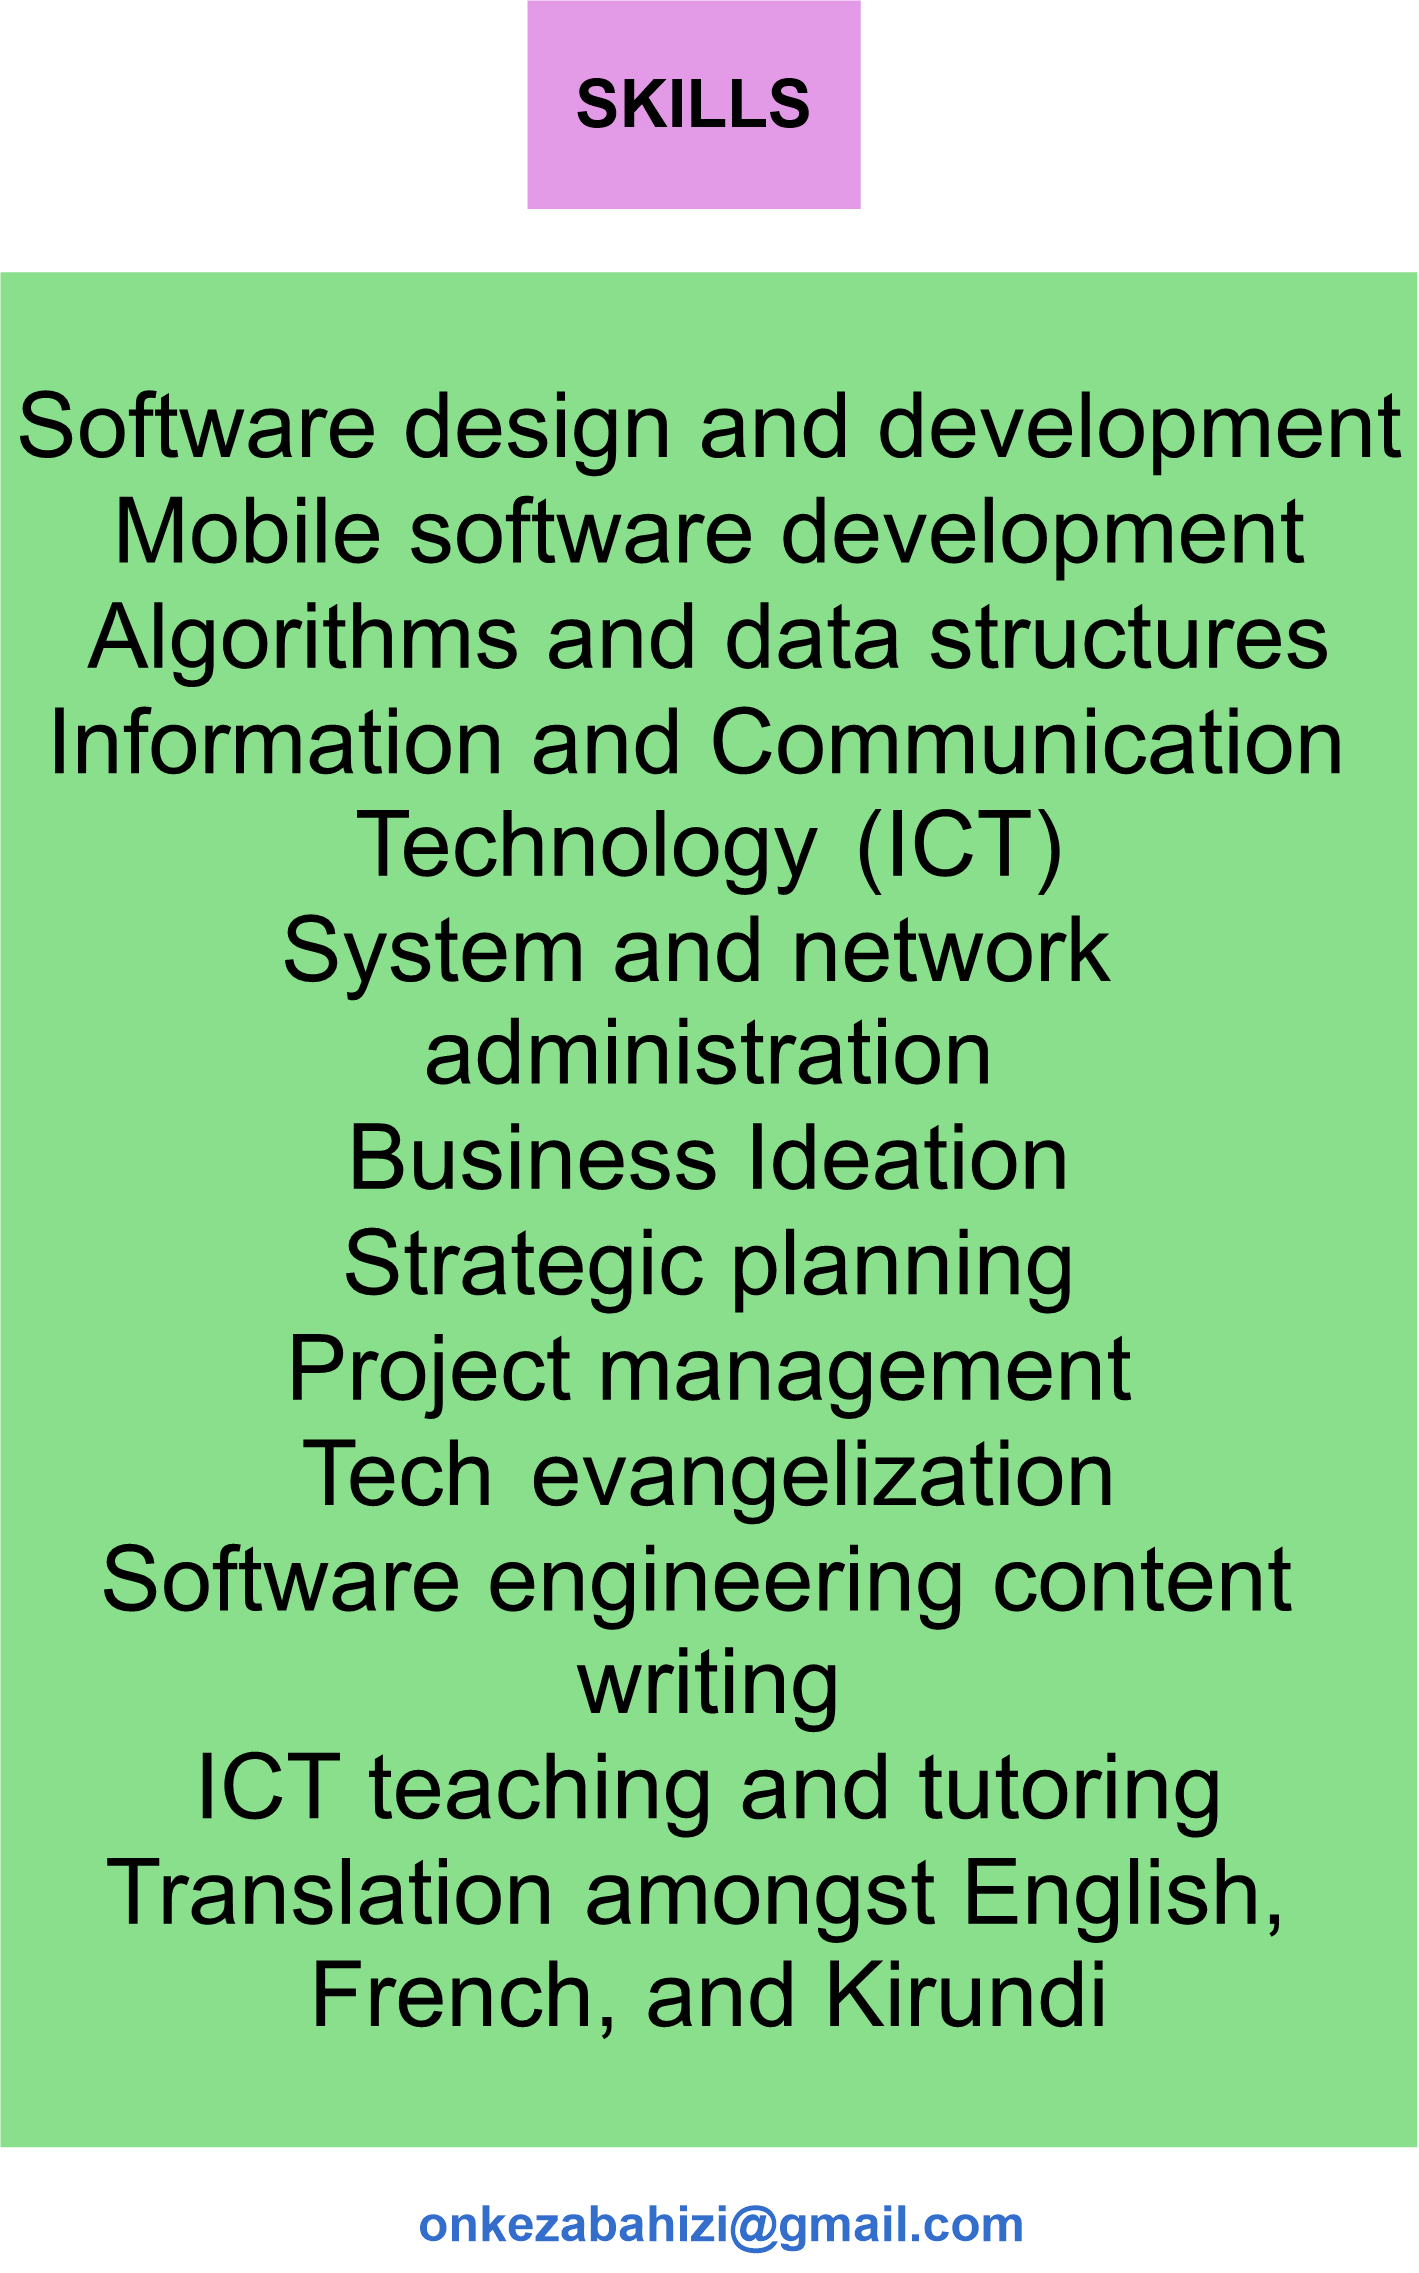 SKILLS
Software design and development
Mobile software development
Algorithms and data structures
Information and Communication
Technology (ICT)
System and network
administration
Business Ideation
Strategic planning
Project management
Tech evangelization
Software engineering content
writing
ICT teaching and tutoring
Translation amongst English,
French, and Kirundi
onkezabahizi@gmail.com